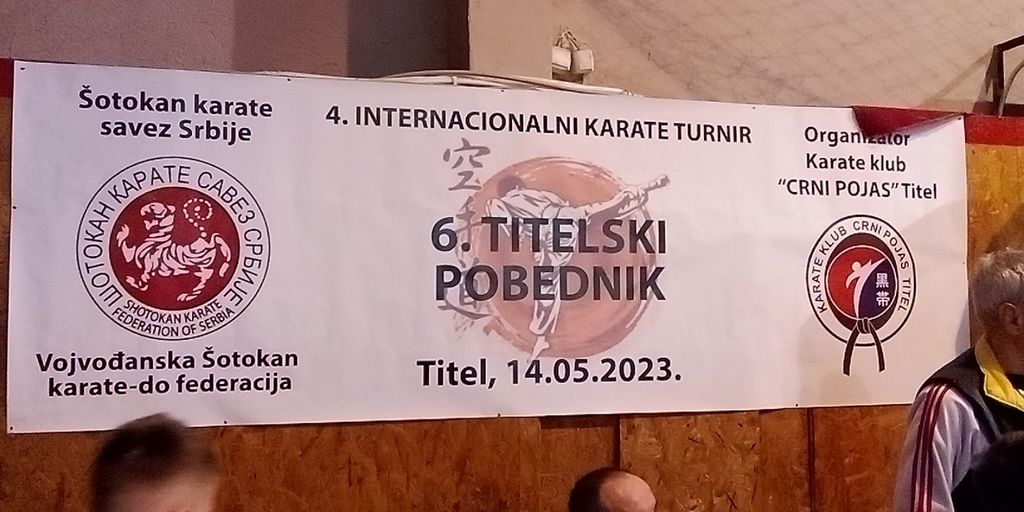 Šotokan karate
savez Srbije
ШОТОКАН КАРАТЕ САВЕЗ СРБИЈЕ
SHOTOKAN KARATE
FEDERATION OF SERBIA
Vojvođanska Šotokan
karate-do federacija
4. INTERNACIONALNI KARATE TURNIR
空手道
6. TITELSKI
POBEDNIK
Titel, 14.05.2023.
Organizator
Karate klub
"CRNI POJAS" Titel
KARATE KLUB CRNI POJAS TITEL
黒帯